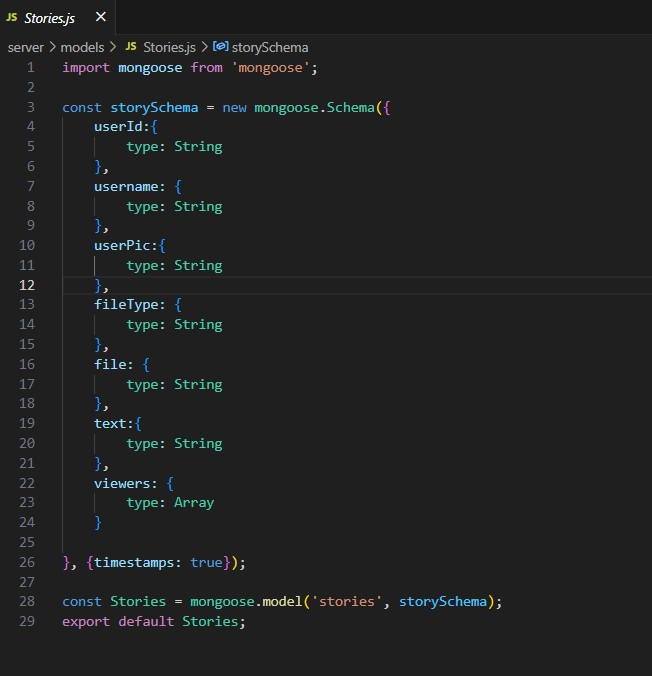 JS Stories.js ×
server > models > JS Stories.js > storySchema
1 import mongoose from 'mongoose';
2
3 const storySchema = new mongoose.Schema({
4     userId:{
5         type: String
6     },
7     username: {
8         type: String
9     },
10     userPic:{
11         type: String
12     },
13     fileType: {
14         type: String
15     },
16     file: {
17         type: String
18     },
19     text:{
20         type: String
21     },
22     viewers: {
23         type: Array
24     }
25
26 }, {timestamps: true});
27
28 const Stories = mongoose.model('stories', storySchema);
29 export default Stories;